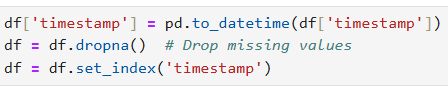 df['timestamp'] = pd.to_datetime(df['timestamp'])
df = df.dropna()  # Drop missing values
df = df.set_index('timestamp')